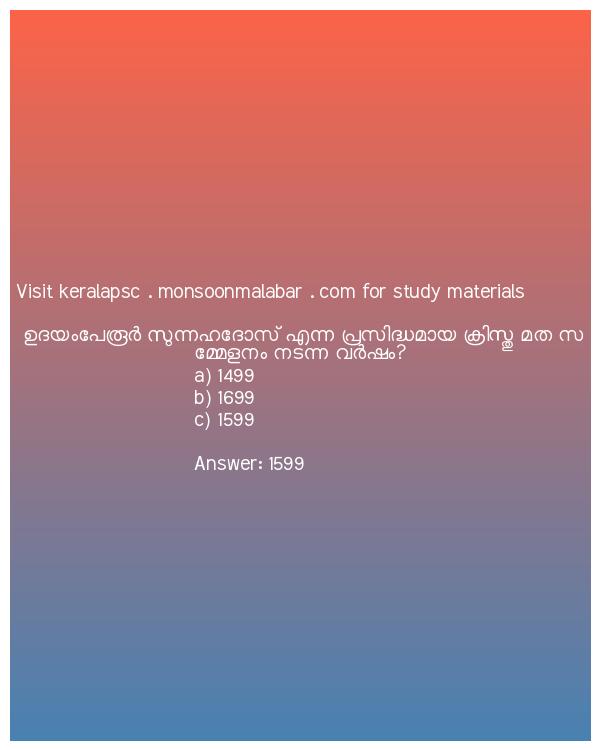 Visit keralapsc . monsoonmalabar . com for study materials
ഉദയംപേരൂർ സുന്നഹദോസ് എന്ന പ്രസിദ്ധമായ ക്രിസ്തു മത സ
മ്മേളനം നടന്ന വർഷം?
a) 1499
b) 1699
c) 1599
Answer: 1599